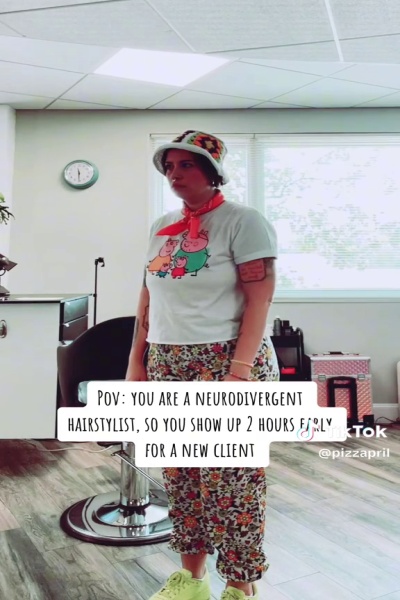 Pov: you are a neurodivergent
hairstylist, so you show up 2 hours early
for a new client
TikTok
@pizzapril